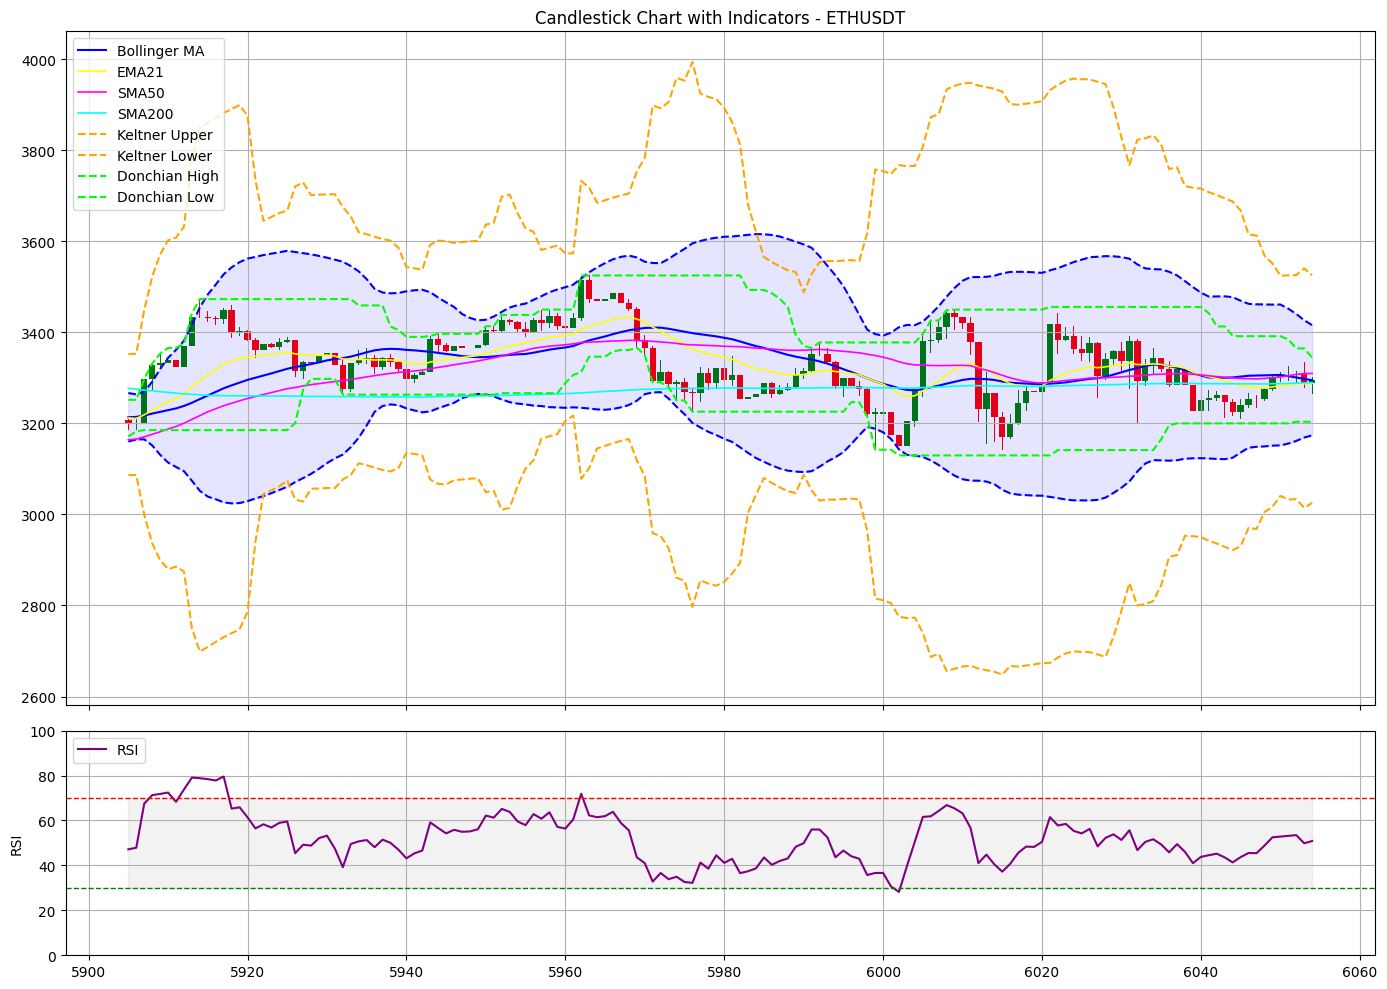 Candlestick Chart with Indicators - ETHUSDT
Bollinger MA
EMA21
SMA50
SMA200
Keltner Upper
Keltner Lower
Donchian High
Donchian Low
4000
3800
3600
3400
3200
3000
2800
2600
RSI
100
80
60
40
20
0
RSI
5900 5920 5940 5960 5980 6000 6020 6040 6060